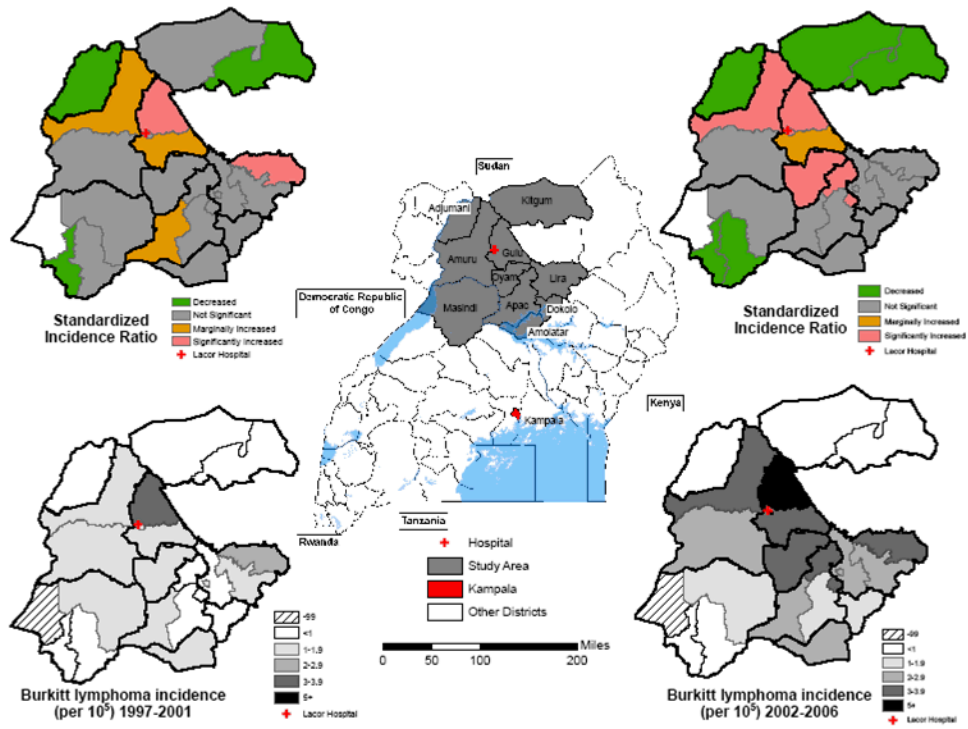 Decreased
Not Significant
Marginally Increased
Significantly Increased
Lacor Hospital
Standardized
Incidence Ratio
Sudan
Adjumani
Kitgum
Amuru
Gulu
Oyam
Lira
Masindi
Apac
Dokolo
Amolatar
Democratic Republic
of Congo
Kenya
Kampala
Tanzania
Rwanda
Hospital
Study Area
Kampala
Other Districts
Miles
0 50 100 200
Decreased
Not Significant
Marginally Increased
Significantly Increased
Lacor Hospital
Standardized
Incidence Ratio
-99
<1
1-1.9
2-2.9
3-3.9
5+
Lacor Hospital
Burkitt lymphoma incidence
(per 10⁵) 1997-2001
-99
<1
1-1.9
2-2.9
3-3.9
5+
Lacor Hospital
Burkitt lymphoma incidence
(per 10⁵) 2002-2006